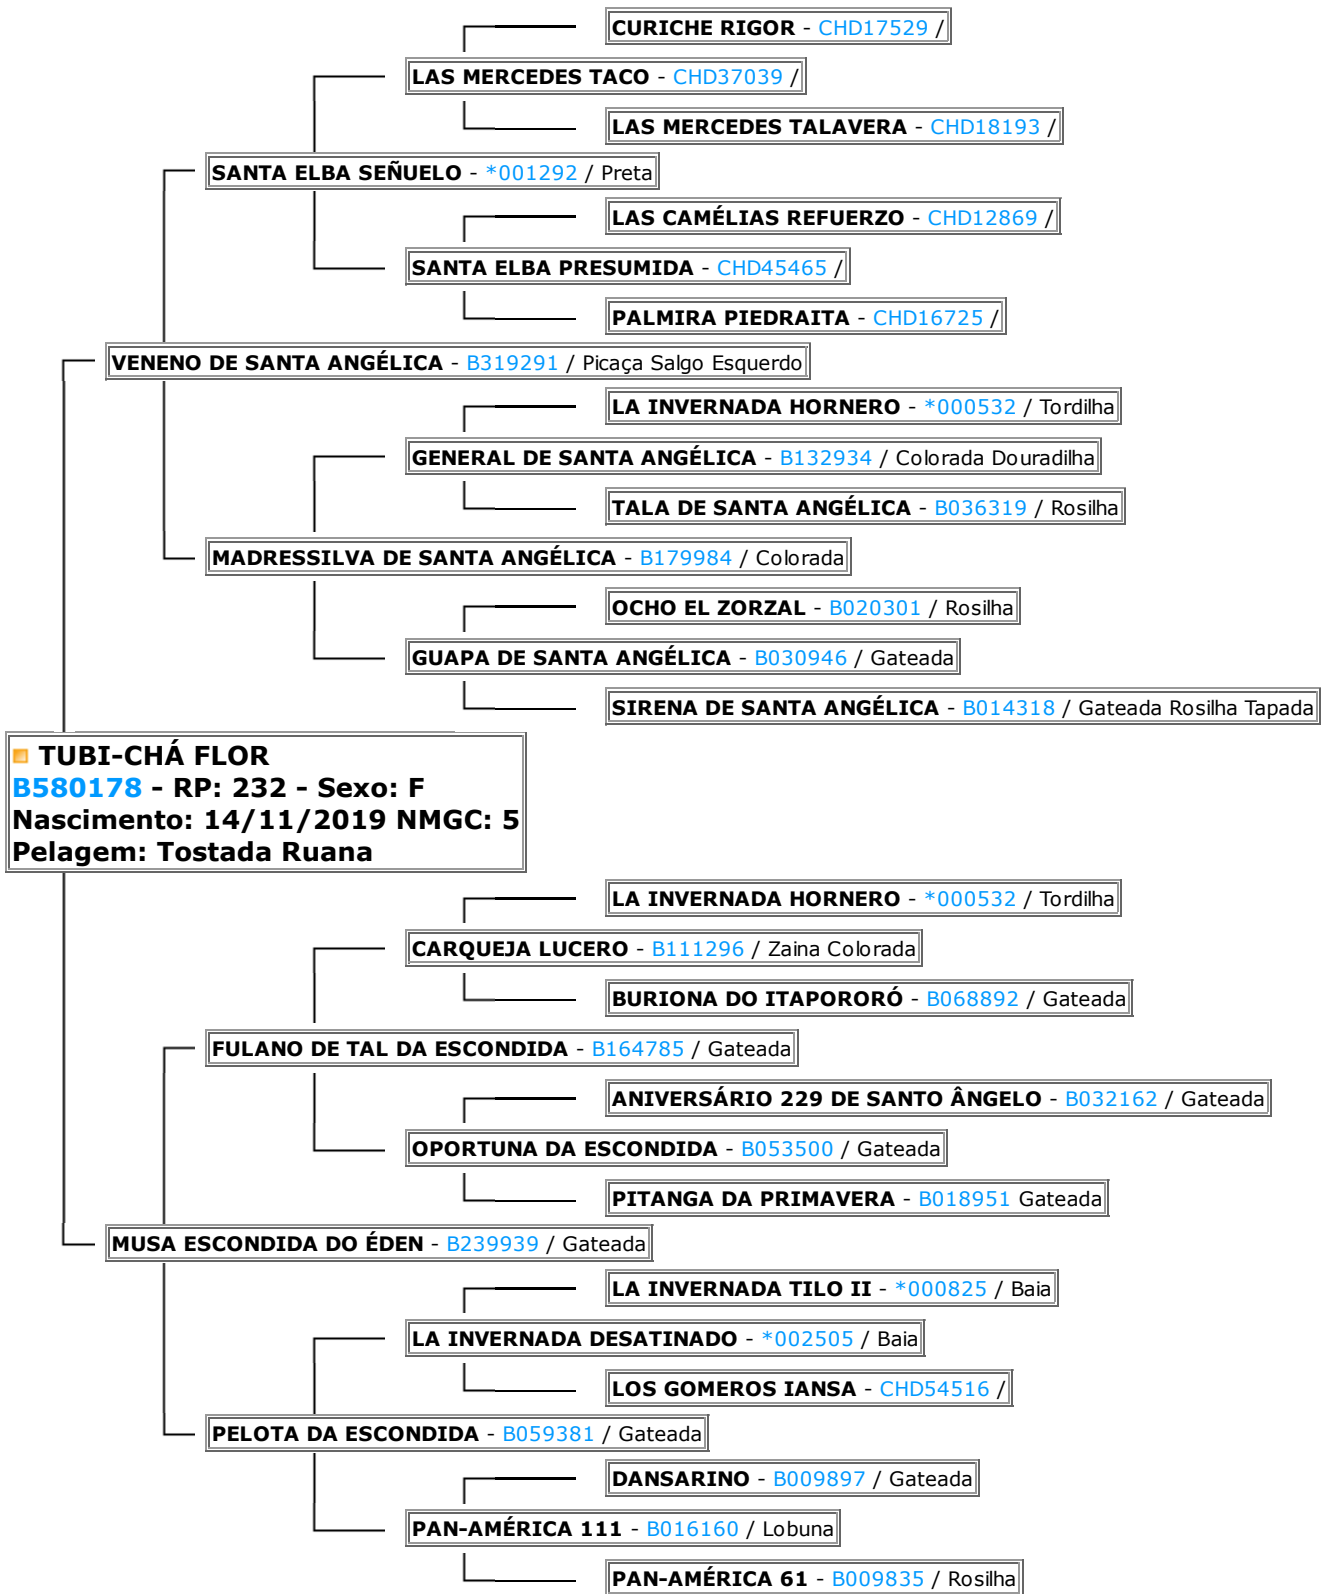 CURICHE RIGOR - CHD17529 /
LAS MERCEDES TACO - CHD37039 /
LAS MERCEDES TALAVERA - CHD18193 /
SANTA ELBA SEÑUELO - *001292 / Preta
LAS CAMÉLIAS REFUERZO - CHD12869 /
SANTA ELBA PRESUMIDA - CHD45465 /
PALMIRA PIEDRAITA - CHD16725 /
VENENO DE SANTA ANGÉLICA - B319291 / Picaça Salgo Esquerdo
LA INVERNADA HORNERO - *000532 / Tordilha
GENERAL DE SANTA ANGÉLICA - B132934 / Colorada Douradilha
TALA DE SANTA ANGÉLICA - B036319 / Rosilha
MADRESSILVA DE SANTA ANGÉLICA - B179984 / Colorada
OCHO EL ZORZAL - B020301 / Rosilha
GUAPA DE SANTA ANGÉLICA - B030946 / Gateada
SIRENA DE SANTA ANGÉLICA - B014318 / Gateada Rosilha Tapada
TUBI-CHÁ FLOR
B580178 - RP: 232 - Sexo: F
Nascimento: 14/11/2019 NMGC: 5
Pelagem: Tostada Ruana
LA INVERNADA HORNERO - *000532 / Tordilha
CARQUEJA LUCERO - B111296 / Zaina Colorada
BURIONA DO ITAPORORÓ - B068892 / Gateada
FULANO DE TAL DA ESCONDIDA - B164785 / Gateada
ANIVERSÁRIO 229 DE SANTO ÂNGELO - B032162 / Gateada
OPORTUNA DA ESCONDIDA - B053500 / Gateada
PITANGA DA PRIMAVERA - B018951 Gateada
MUSA ESCONDIDA DO ÉDEN - B239939 / Gateada
LA INVERNADA TILO II - *000825 / Baia
LA INVERNADA DESATINADO - *002505 / Baia
LOS GOMEROS IANSA - CHD54516 /
PELOTA DA ESCONDIDA - B059381 / Gateada
DANSARINO - B009897 / Gateada
PAN-AMÉRICA 111 - B016160 / Lobuna
PAN-AMÉRICA 61 - B009835 / Rosilha